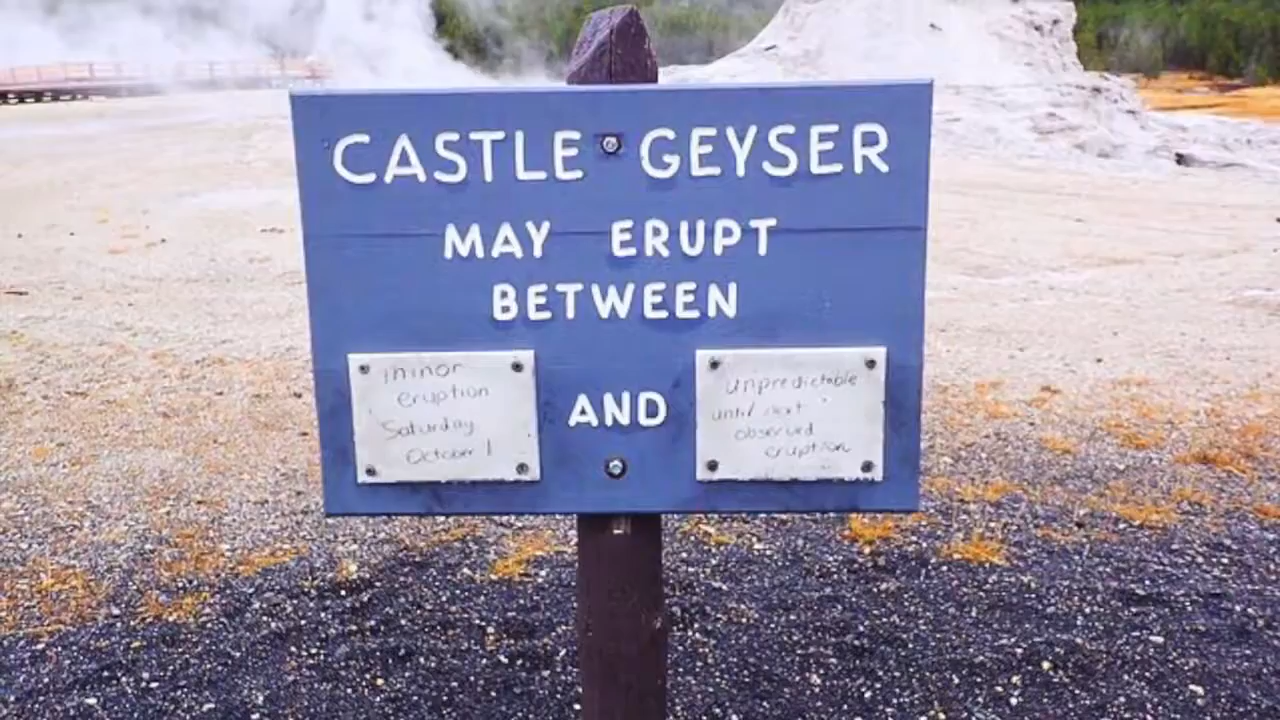 CASTLE GEYSER
MAY ERUPT
BETWEEN
minor
eruption
Saturday
October 1
AND
unpredictable
until next
observed
eruption